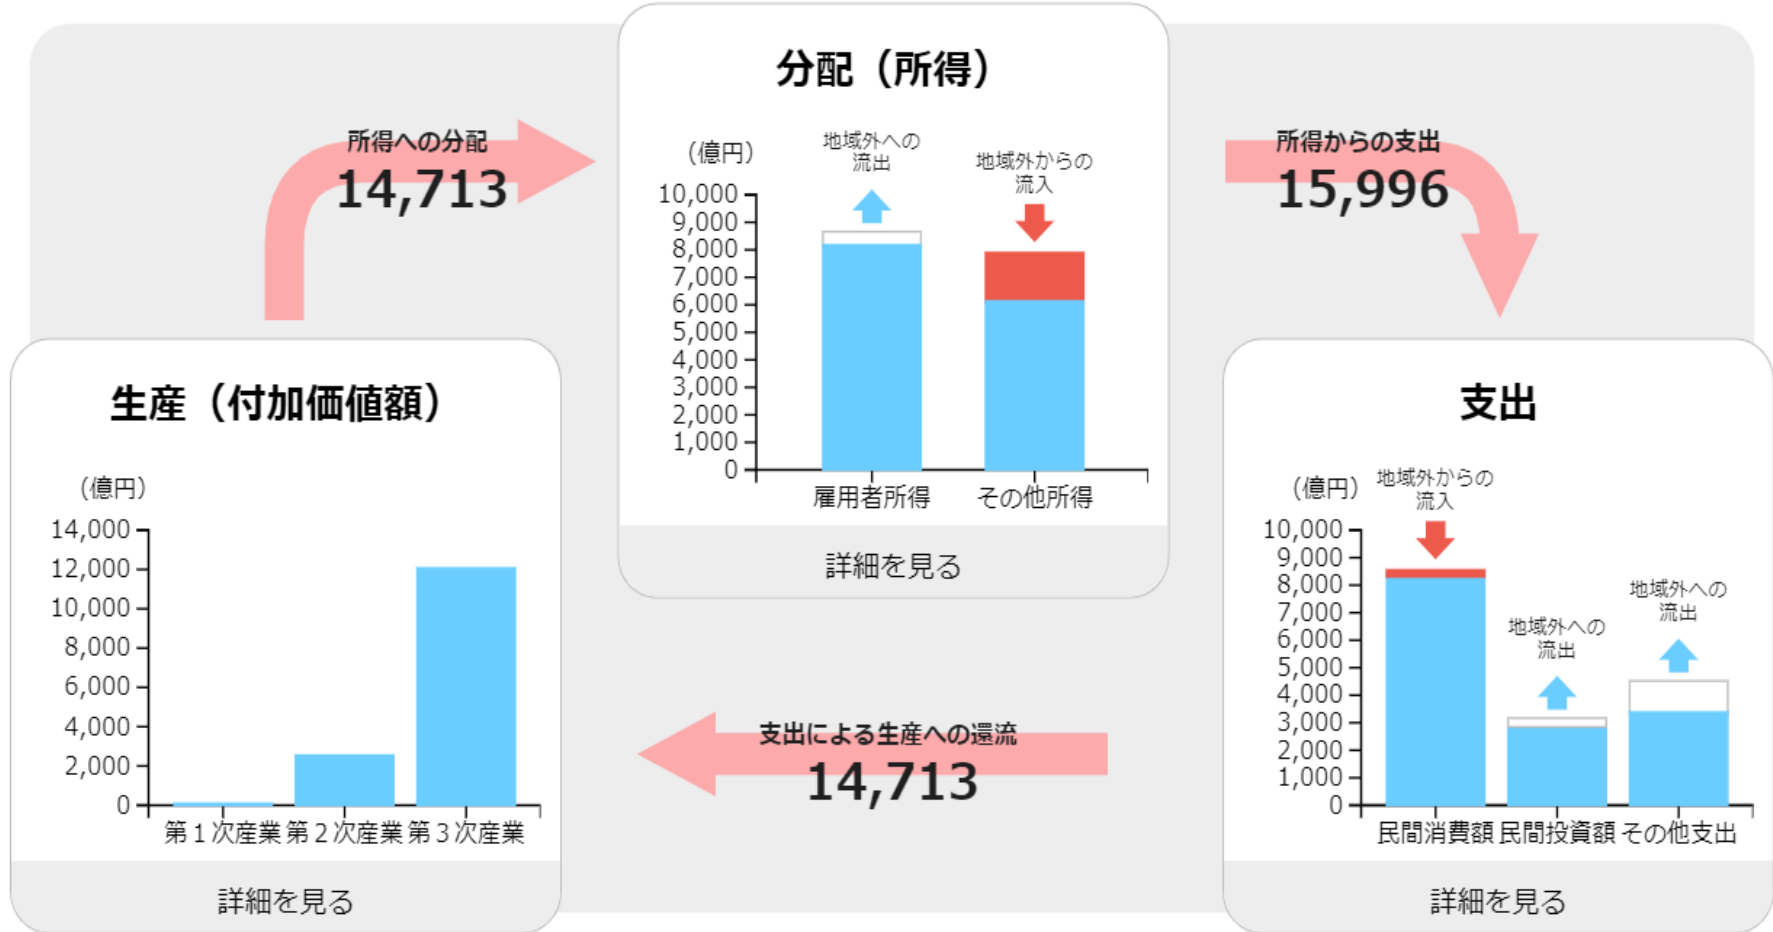 分配（所得）
（億円）
地域外への
流出
地域外からの
流入
10,000
9,000
8,000
7,000
6,000
5,000
4,000
3,000
2,000
1,000
0
雇用者所得
その他所得
詳細を見る
所得への分配
14,713
所得からの支出
15,996
生産（付加価値額）
（億円）
14,000
12,000
10,000
8,000
6,000
4,000
2,000
0
第１次産業
第２次産業
第３次産業
詳細を見る
支出による生産への還流
14,713
支出
（億円）
地域外からの
流入
地域外への
流出
地域外への
流出
10,000
9,000
8,000
7,000
6,000
5,000
4,000
3,000
2,000
1,000
0
民間消費額
民間投資額
その他支出
詳細を見る